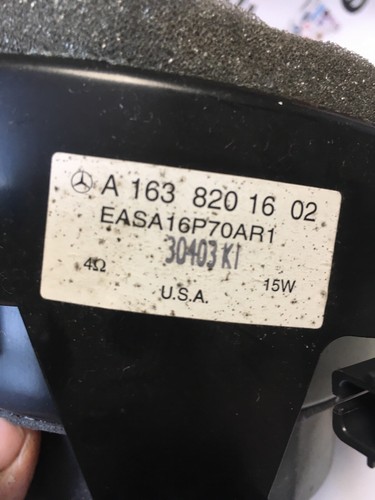 A 163 820 16 02
EASA16P70AR1
30403 K1
4Ω
15W
U.S.A.